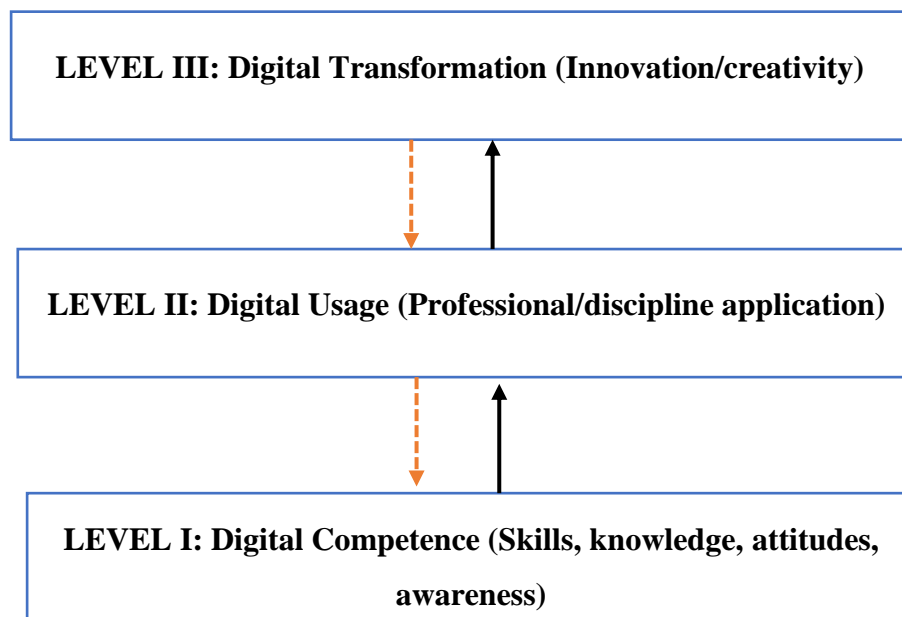 LEVEL III: Digital Transformation (Innovation/creativity)
LEVEL II: Digital Usage (Professional/discipline application)
LEVEL I: Digital Competence (Skills, knowledge, attitudes,
awareness)